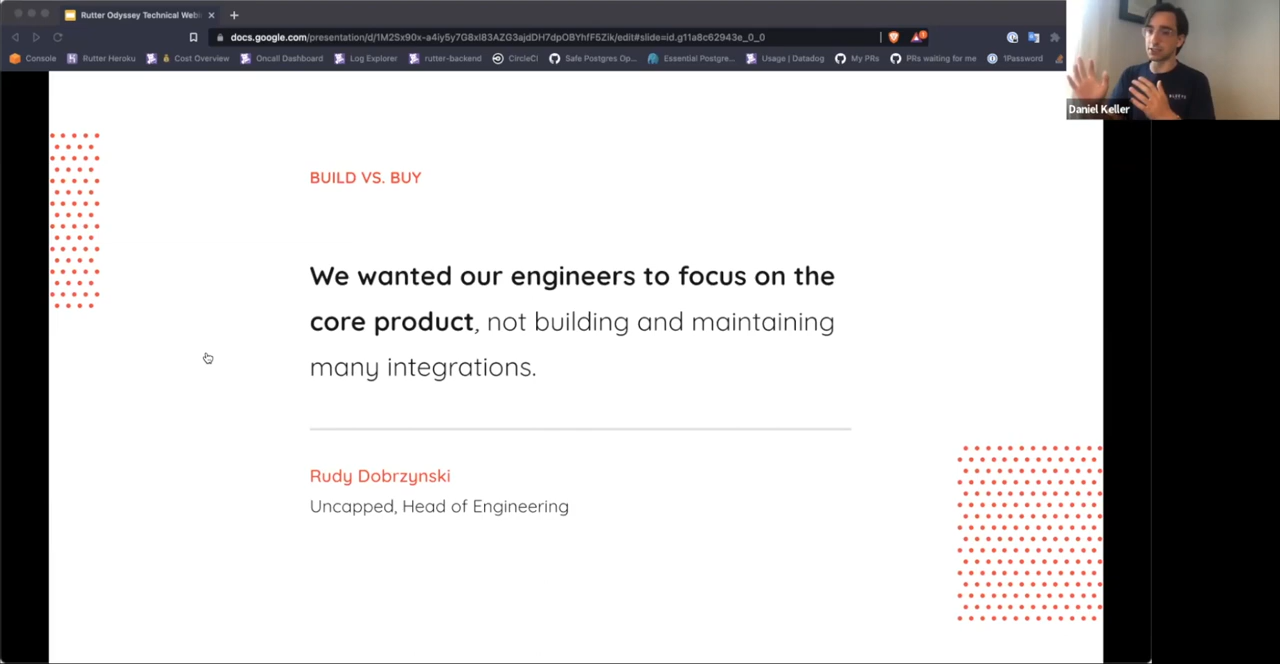 Rutter Odyssey Technical Web
docs.google.com/presentation/d/1M2Sx90x-a4iy5y7G8xI83AZG3ajdDH7dpOBYhfF5Zik/edit#slide=id.g11a8c62943e_0_0
Console Rutter Heroku Cost Overview Oncall Dashboard Log Explorer rutter-backend CircleCI Safe Postgres Op... Essential Postgre... Usage | Datadog My PRs PRs waiting for me 1Password
Daniel Keller
BUILD VS. BUY
We wanted our engineers to focus on the
core product, not building and maintaining
many integrations.
Rudy Dobrzynski
Uncapped, Head of Engineering